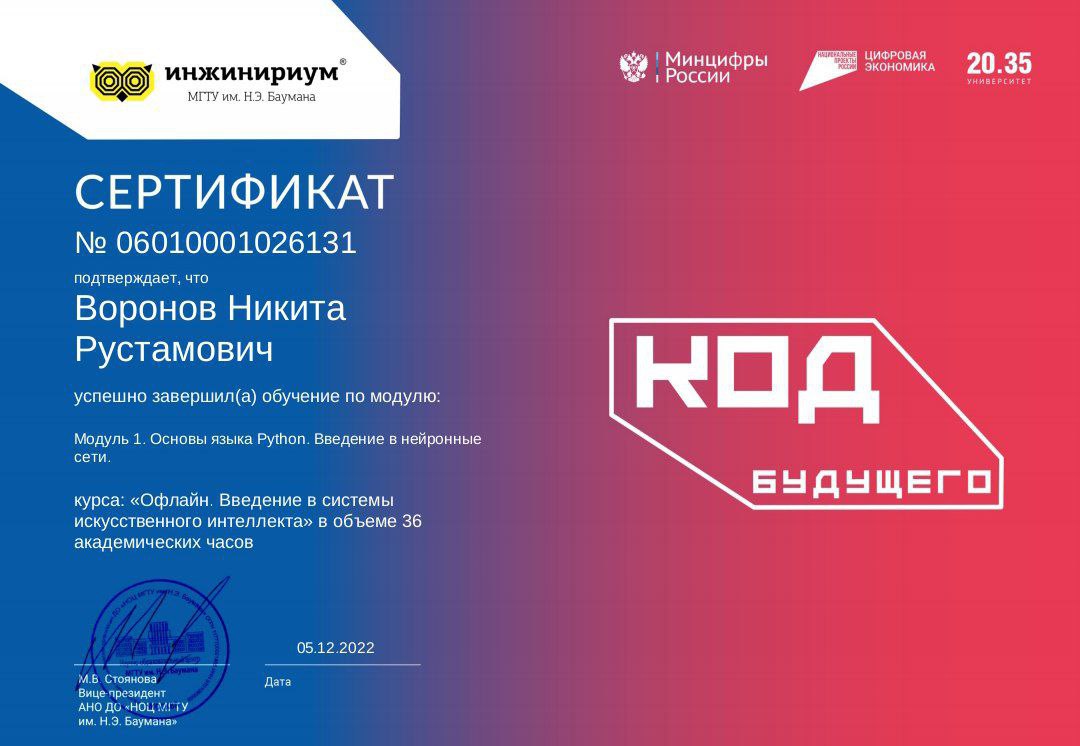 инжинириум®
МГТУ им. Н.Э. Баумана
Минцифры
России
НАЦИОНАЛЬНЫЕ
ПРОЕКТЫ
РОССИИ
ЦИФРОВАЯ
ЭКОНОМИКА
20.35
УНИВЕРСИТЕТ
СЕРТИФИКАТ
№ 06010001026131
подтверждает, что
Воронов Никита
Рустамович
успешно завершил(а) обучение по модулю:
Модуль 1. Основы языка Python. Введение в нейронные
сети.
курса: «Офлайн. Введение в системы
искусственного интеллекта» в объеме 36
академических часов
КОД
БУДУЩЕГО
05.12.2022
Дата
М.В. Стоянова
Вице-президент
АНО ДО «НОЦ МГТУ
им. Н.Э. Баумана»
МГТУ им. Н.Э. Баумана